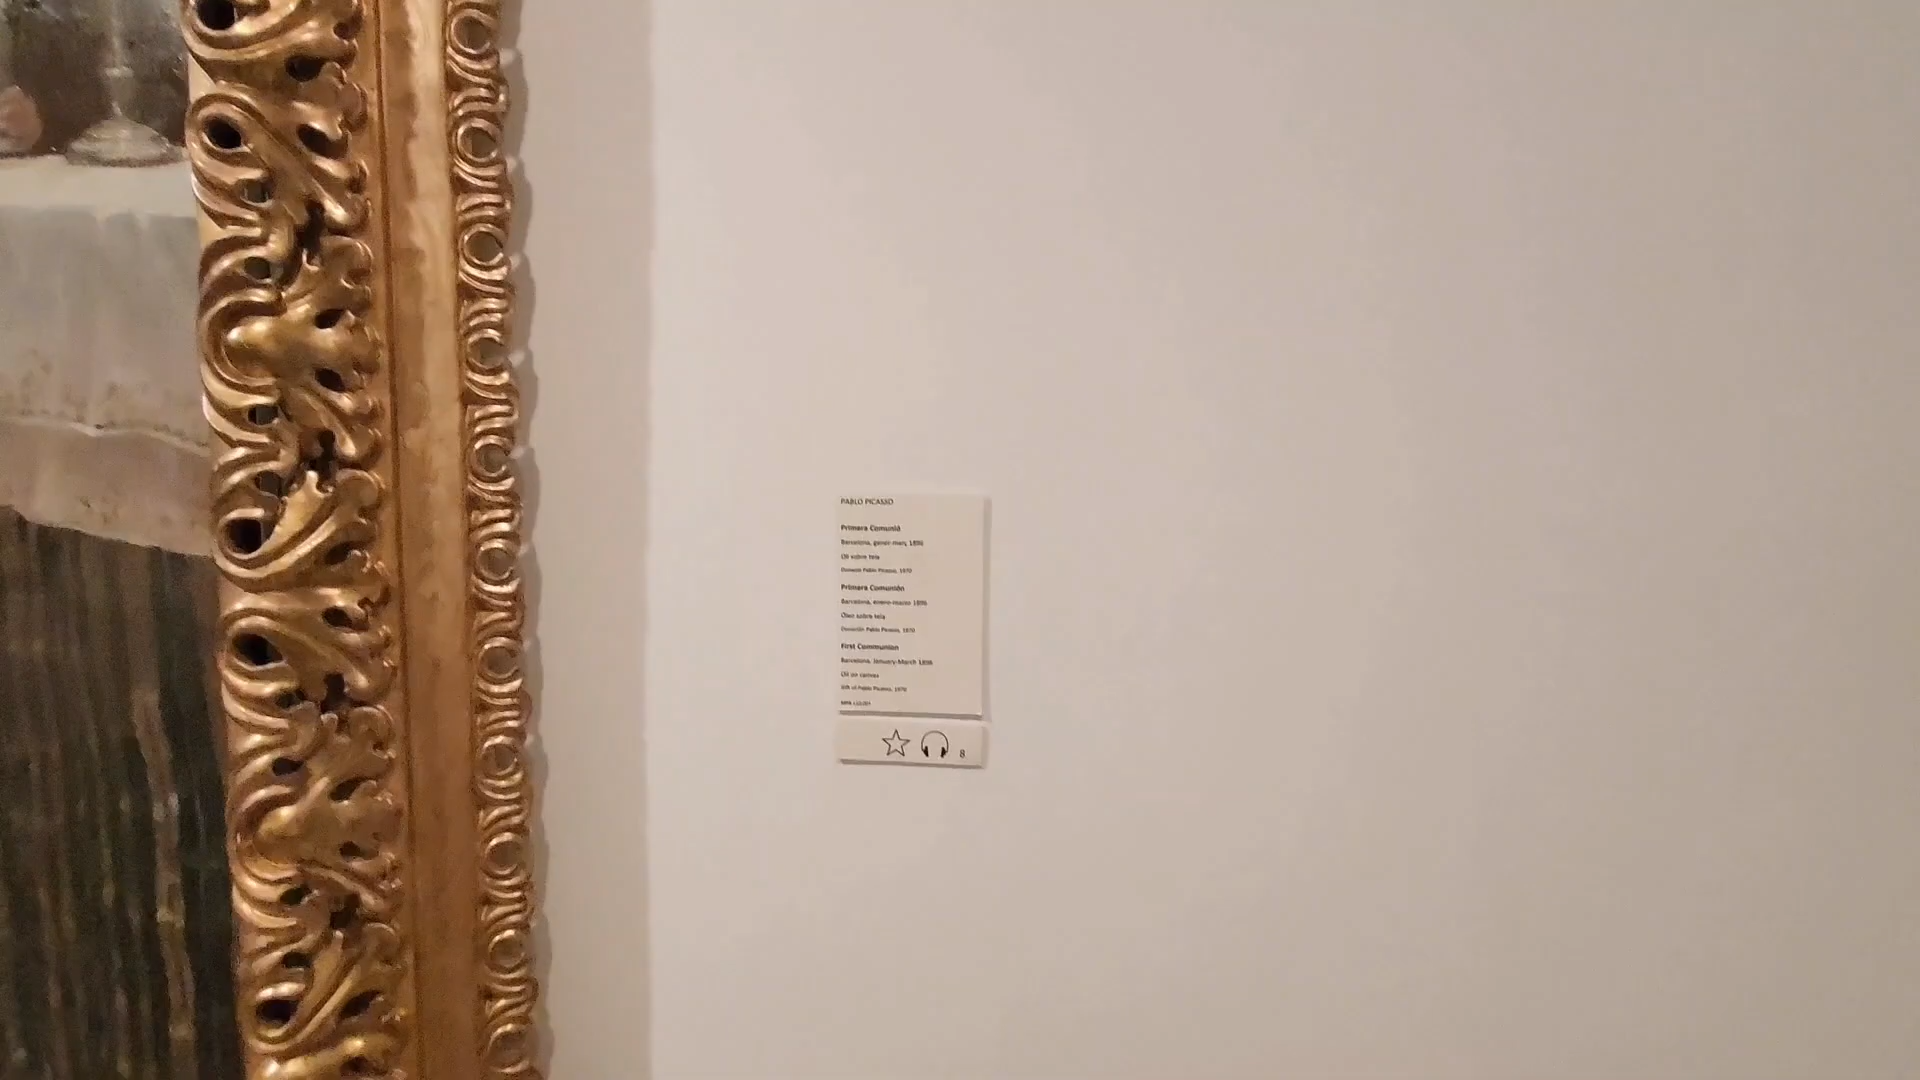 PABLO PICASSO
Primera Comunió
Barcelona, gener-març 1896
Oli sobre tela
Donació Pablo Picasso, 1970
Primera Comunión
Barcelona, enero-marzo 1896
Óleo sobre tela
Donación Pablo Picasso, 1970
First Communion
Barcelona, January-March 1896
Oil on canvas
Gift of Pablo Picasso, 1970
MPB
8